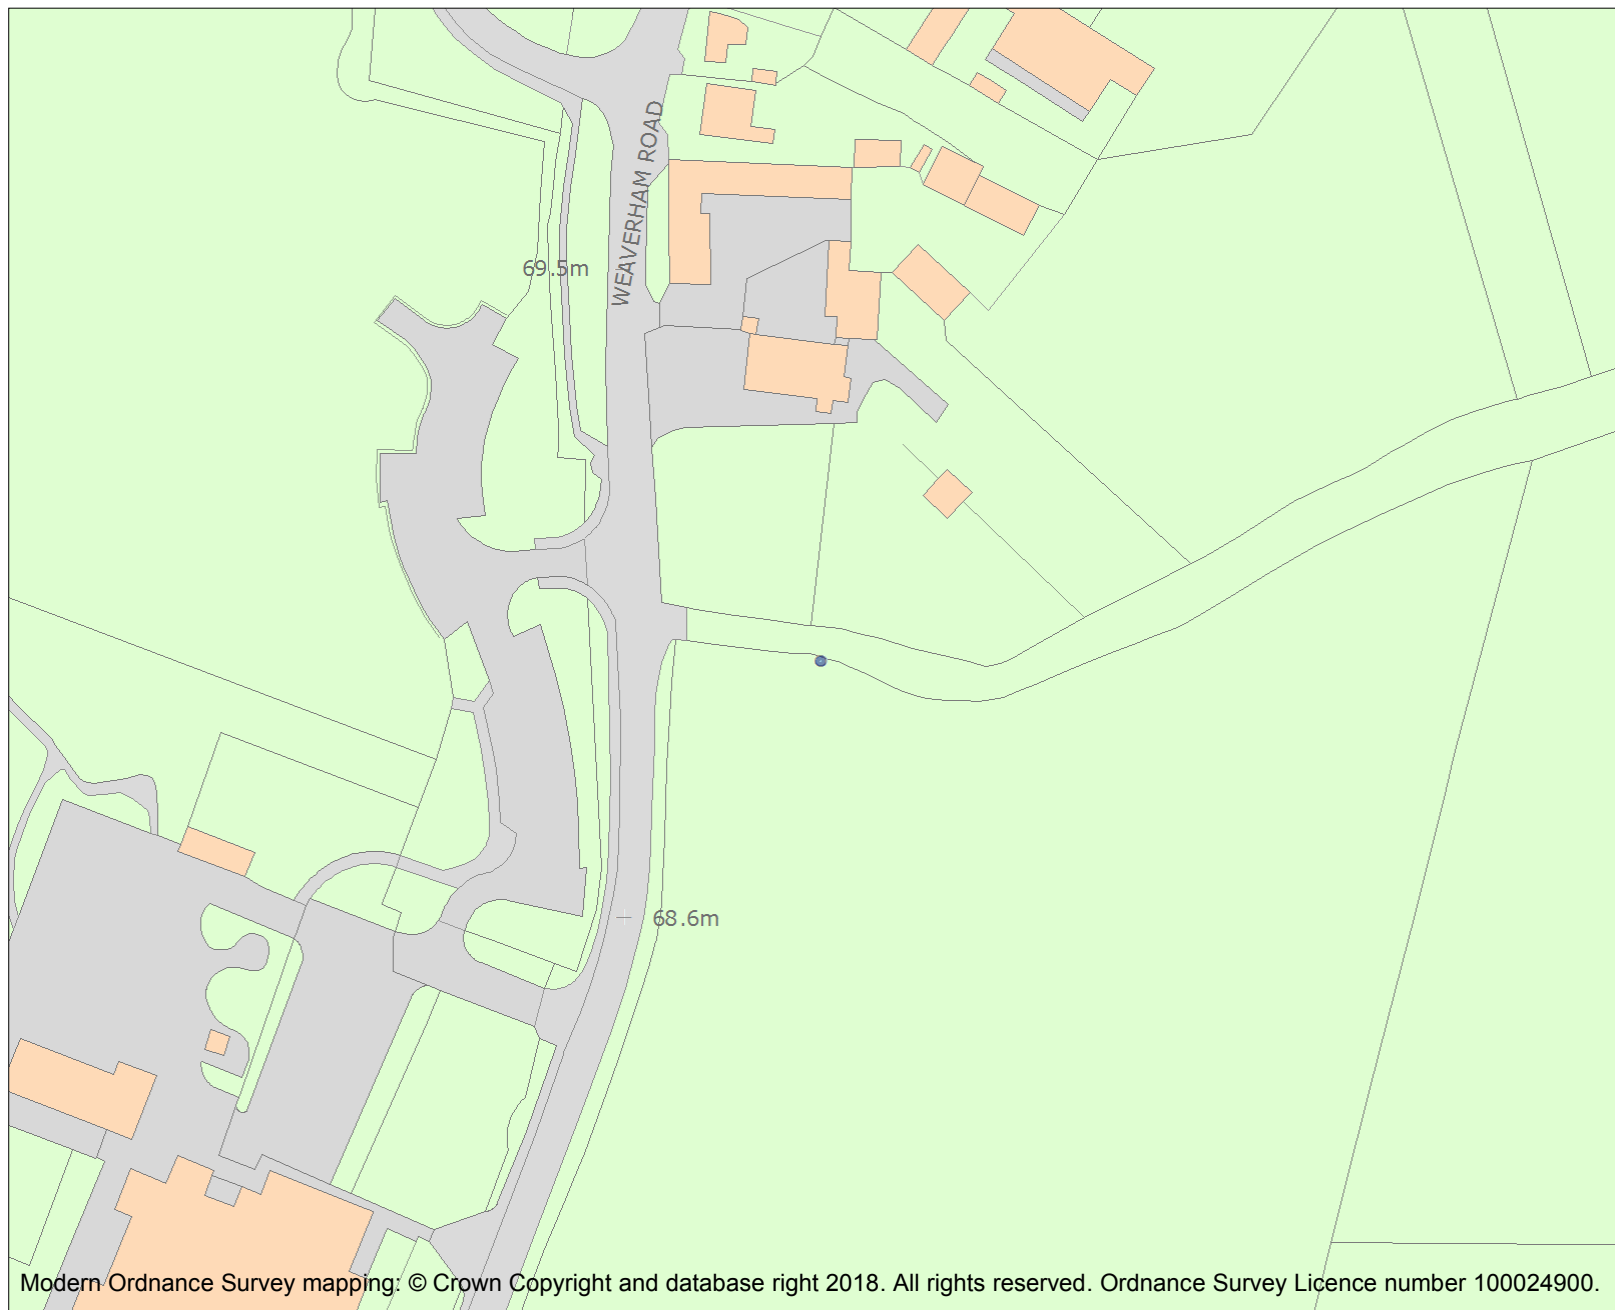 WEAVERHAM ROAD
69.5m
68.6m
Modern Ordnance Survey mapping: © Crown Copyright and database right 2018. All rights reserved. Ordnance Survey Licence number 100024900.